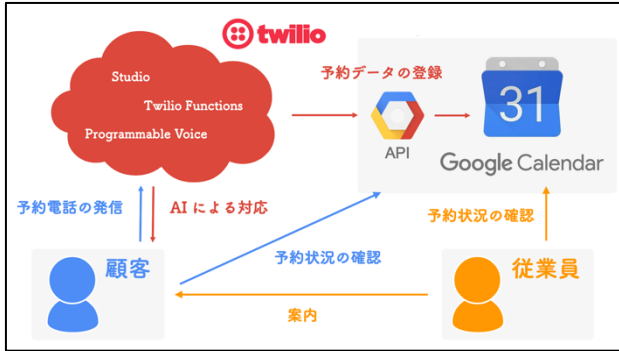 twilio
Studio
Twilio Functions
Programmable Voice
予約データの登録
31
API
Google Calendar
予約電話の発信
AI による対応
予約状況の確認
予約状況の確認
顧客
従業員
案内